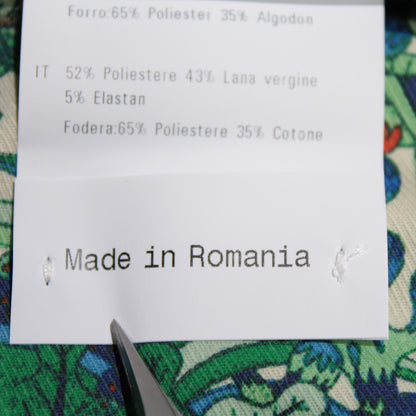 Forro:65% Poliester 35% Algodon
IT 52% Poliestere 43% Lana vergine
5% Elastan
Fodera:65% Poliestere 35% Cotone
Made in Romania